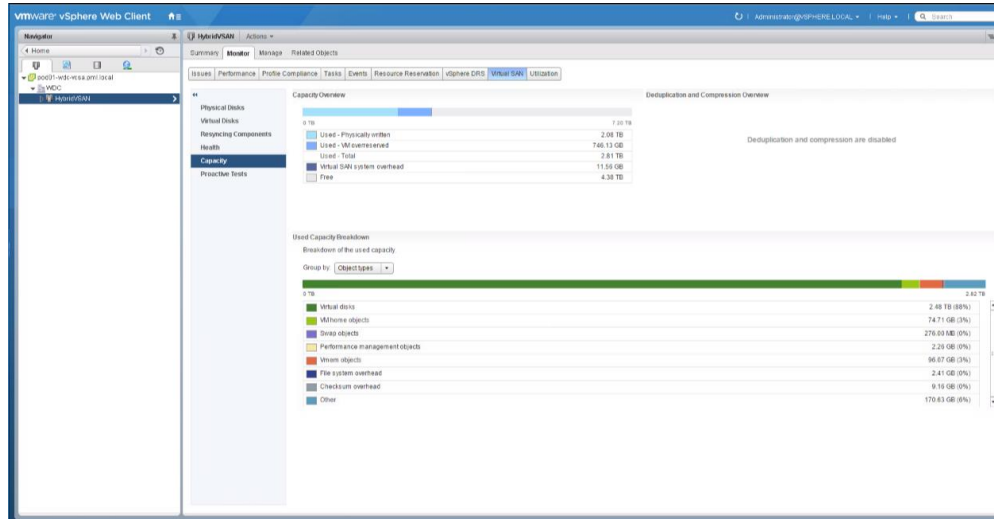 vmware® vSphere Web Client
Administrator@VSPHERE.LOCAL | Help | Search
Navigator
Home
pod01-wdc-vcsa.pml.local
WDC
HybridVSAN
HybridVSAN Actions
Summary Monitor Manage Related Objects
Issues Performance Profile Compliance Tasks Events Resource Reservation vSphere DRS Virtual SAN Utilization
Physical Disks
Virtual Disks
Resyncing Components
Health
Capacity
Proactive Tests
Capacity Overview
0 TB
Used - Physically written 2.08 TB
Used - VM overreserved 746.13 GB
Used - Total 2.81 TB
Virtual SAN system overhead 11.56 GB
Free 4.38 TB
Deduplication and Compression Overview
Deduplication and compression are disabled
Used Capacity Breakdown
Breakdown of the used capacity
Group by: Object types
0 TB 2.82 TB
Virtual disks 2.48 TB (88%)
VM home objects 74.71 GB (3%)
Swap objects 276.00 MB (0%)
Performance management objects 2.26 GB (0%)
Vmem objects 96.67 GB (3%)
File system overhead 2.41 GB (0%)
Checksum overhead 9.16 GB (0%)
Other 170.63 GB (6%)